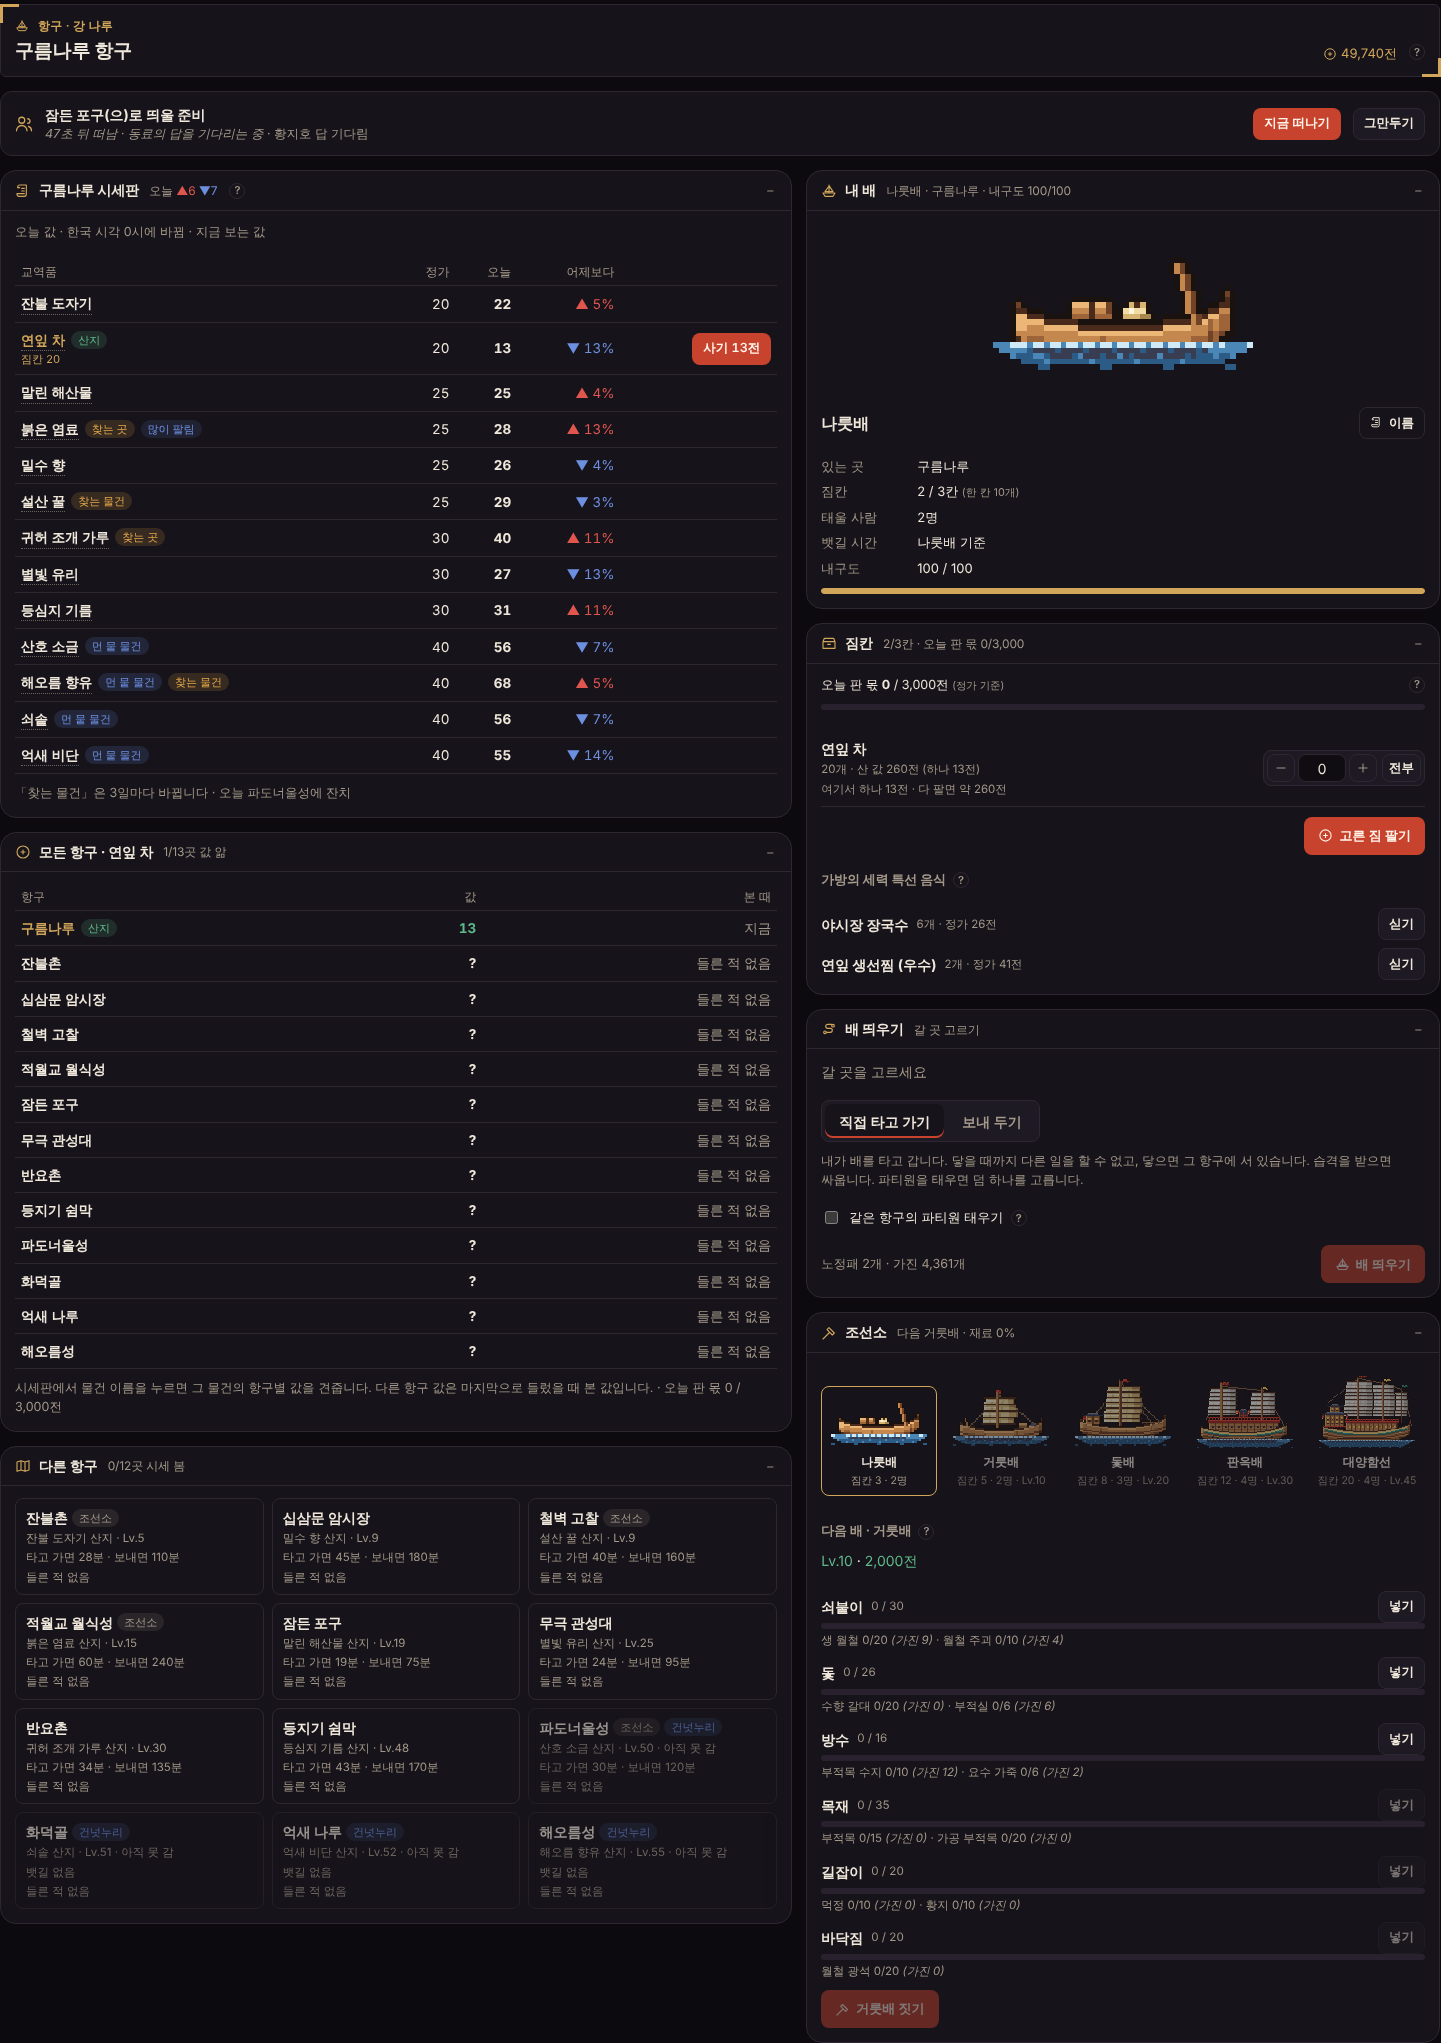 항구 · 강 나루
구름나루 항구
49,740전 ?
잠든 포구(으)로 띄울 준비
47초 뒤 떠남 · 동료의 답을 기다리는 중 · 황지호 답 기다림
지금 떠나기
그만두기
구름나루 시세판 오늘 ▲6 ▼7 ?
오늘 값 · 한국 시각 0시에 바뀜 · 지금 보는 값
교역품 정가 오늘 어제보다
잔불 도자기 20 22 ▲ 5%
연잎 차 산지 20 13 ▼ 13% 사기 13전
짐칸 20
말린 해산물 25 25 ▲ 4%
붉은 염료 찾는 곳 많이 팔림 25 28 ▲ 13%
밀수 향 25 26 ▼ 4%
설산 꿀 찾는 물건 25 29 ▼ 3%
귀허 조개 가루 찾는 곳 30 40 ▲ 11%
별빛 유리 30 27 ▼ 13%
등심지 기름 30 31 ▲ 11%
산호 소금 먼 뭍 물건 40 56 ▼ 7%
해오름 향유 먼 뭍 물건 찾는 물건 40 68 ▲ 5%
쇠솥 먼 뭍 물건 40 56 ▼ 7%
억새 비단 먼 뭍 물건 40 55 ▼ 14%
「찾는 물건」은 3일마다 바뀝니다 · 오늘 파도너울성에 잔치
모든 항구 · 연잎 차 1/13곳 값 앎
항구 값 본 때
구름나루 산지 13 지금
잔불촌 ? 들른 적 없음
십삼문 암시장 ? 들른 적 없음
철벽 고찰 ? 들른 적 없음
적월교 월식성 ? 들른 적 없음
잠든 포구 ? 들른 적 없음
무극 관성대 ? 들른 적 없음
반요촌 ? 들른 적 없음
등지기 쉼막 ? 들른 적 없음
파도너울성 ? 들른 적 없음
화덕골 ? 들른 적 없음
억새 나루 ? 들른 적 없음
해오름성 ? 들른 적 없음
시세판에서 물건 이름을 누르면 그 물건의 항구별 값을 견줍니다. 다른 항구 값은 마지막으로 들렀을 때 본 값입니다. · 오늘 판 몫 0 /
3,000전
다른 항구 0/12곳 시세 봄
잔불촌 조선소
잔불 도자기 산지 · Lv.5
타고 가면 28분 · 보내면 110분
들른 적 없음
십삼문 암시장
밀수 향 산지 · Lv.9
타고 가면 45분 · 보내면 180분
들른 적 없음
철벽 고찰 조선소
설산 꿀 산지 · Lv.9
타고 가면 40분 · 보내면 160분
들른 적 없음
적월교 월식성 조선소
붉은 염료 산지 · Lv.15
타고 가면 60분 · 보내면 240분
들른 적 없음
잠든 포구
말린 해산물 산지 · Lv.19
타고 가면 19분 · 보내면 75분
들른 적 없음
무극 관성대
별빛 유리 산지 · Lv.25
타고 가면 24분 · 보내면 95분
들른 적 없음
반요촌
귀허 조개 가루 산지 · Lv.30
타고 가면 34분 · 보내면 135분
들른 적 없음
등지기 쉼막
등심지 기름 산지 · Lv.48
타고 가면 43분 · 보내면 170분
들른 적 없음
파도너울성 조선소 건넛누리
산호 소금 산지 · Lv.50 · 아직 못 감
타고 가면 30분 · 보내면 120분
들른 적 없음
화덕골 건넛누리
쇠솥 산지 · Lv.51 · 아직 못 감
뱃길 없음
들른 적 없음
억새 나루 건넛누리
억새 비단 산지 · Lv.52 · 아직 못 감
뱃길 없음
들른 적 없음
해오름성 건넛누리
해오름 향유 산지 · Lv.55 · 아직 못 감
뱃길 없음
들른 적 없음
내 배 나룻배 · 구름나루 · 내구도 100/100
나룻배
이름
있는 곳 구름나루
짐칸 2 / 3칸 (한 칸 10개)
태울 사람 2명
뱃길 시간 나룻배 기준
내구도 100 / 100
짐칸 2/3칸 · 오늘 판 몫 0/3,000
오늘 판 몫 0 / 3,000전 (정가 기준) ?
연잎 차
20개 · 산 값 260전 (하나 13전)
여기서 하나 13전 · 다 팔면 약 260전
− 0 + 전부
고른 짐 팔기
가방의 세력 특선 음식 ?
야시장 장국수 6개 · 정가 26전 싣기
연잎 생선찜 (우수) 2개 · 정가 41전 싣기
배 띄우기 갈 곳 고르기
갈 곳을 고르세요
직접 타고 가기 보내 두기
내가 배를 타고 갑니다. 닿을 때까지 다른 일을 할 수 없고, 닿으면 그 항구에 서 있습니다. 습격을 받으면
싸웁니다. 파티원을 태우면 덤 하나를 고릅니다.
같은 항구의 파티원 태우기 ?
노정패 2개 · 가진 4,361개
배 띄우기
조선소 다음 거룻배 · 재료 0%
나룻배
짐칸 3 · 2명
거룻배
짐칸 5 · 2명 · Lv.10
돛배
짐칸 8 · 3명 · Lv.20
판옥배
짐칸 12 · 4명 · Lv.30
대양함선
짐칸 20 · 4명 · Lv.45
다음 배 · 거룻배 ?
Lv.10 · 2,000전
쇠붙이 0 / 30 넣기
생 월철 0/20 (가진 9) · 월철 주괴 0/10 (가진 4)
돛 0 / 26 넣기
수향 갈대 0/20 (가진 0) · 부적실 0/6 (가진 6)
방수 0 / 16 넣기
부적목 수지 0/10 (가진 12) · 요수 가죽 0/6 (가진 2)
목재 0 / 35 넣기
부적목 0/15 (가진 0) · 가공 부적목 0/20 (가진 0)
길잡이 0 / 20 넣기
먹정 0/10 (가진 0) · 황지 0/10 (가진 0)
바닥짐 0 / 20 넣기
월철 광석 0/20 (가진 0)
거룻배 짓기